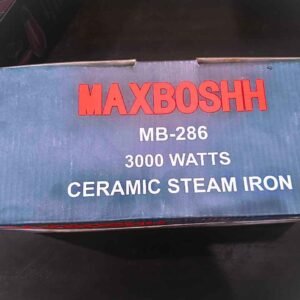 MAXBOSHH
MB-286
3000 WATTS
CERAMIC STEAM IRON